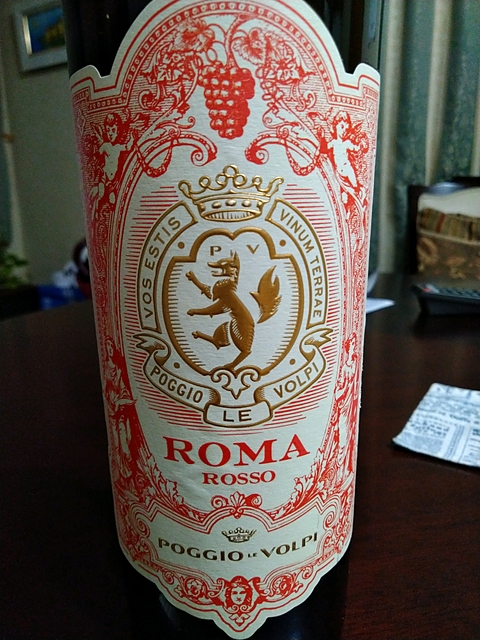 VOS ESTIS VINUM TERRAE
P V
POGGIO LE VOLPI
ROMA
ROSSO
POGGIO LE VOLPI